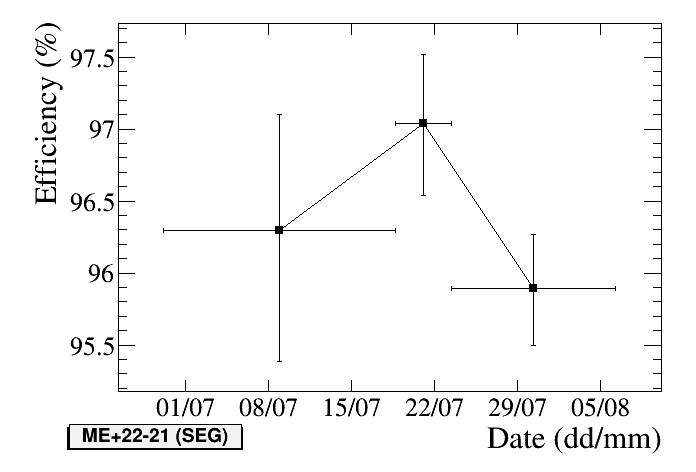 Efficiency (%)
97.5
97
96.5
96
95.5
01/07 08/07 15/07 22/07 29/07 05/08
ME+22-21 (SEG)
Date (dd/mm)